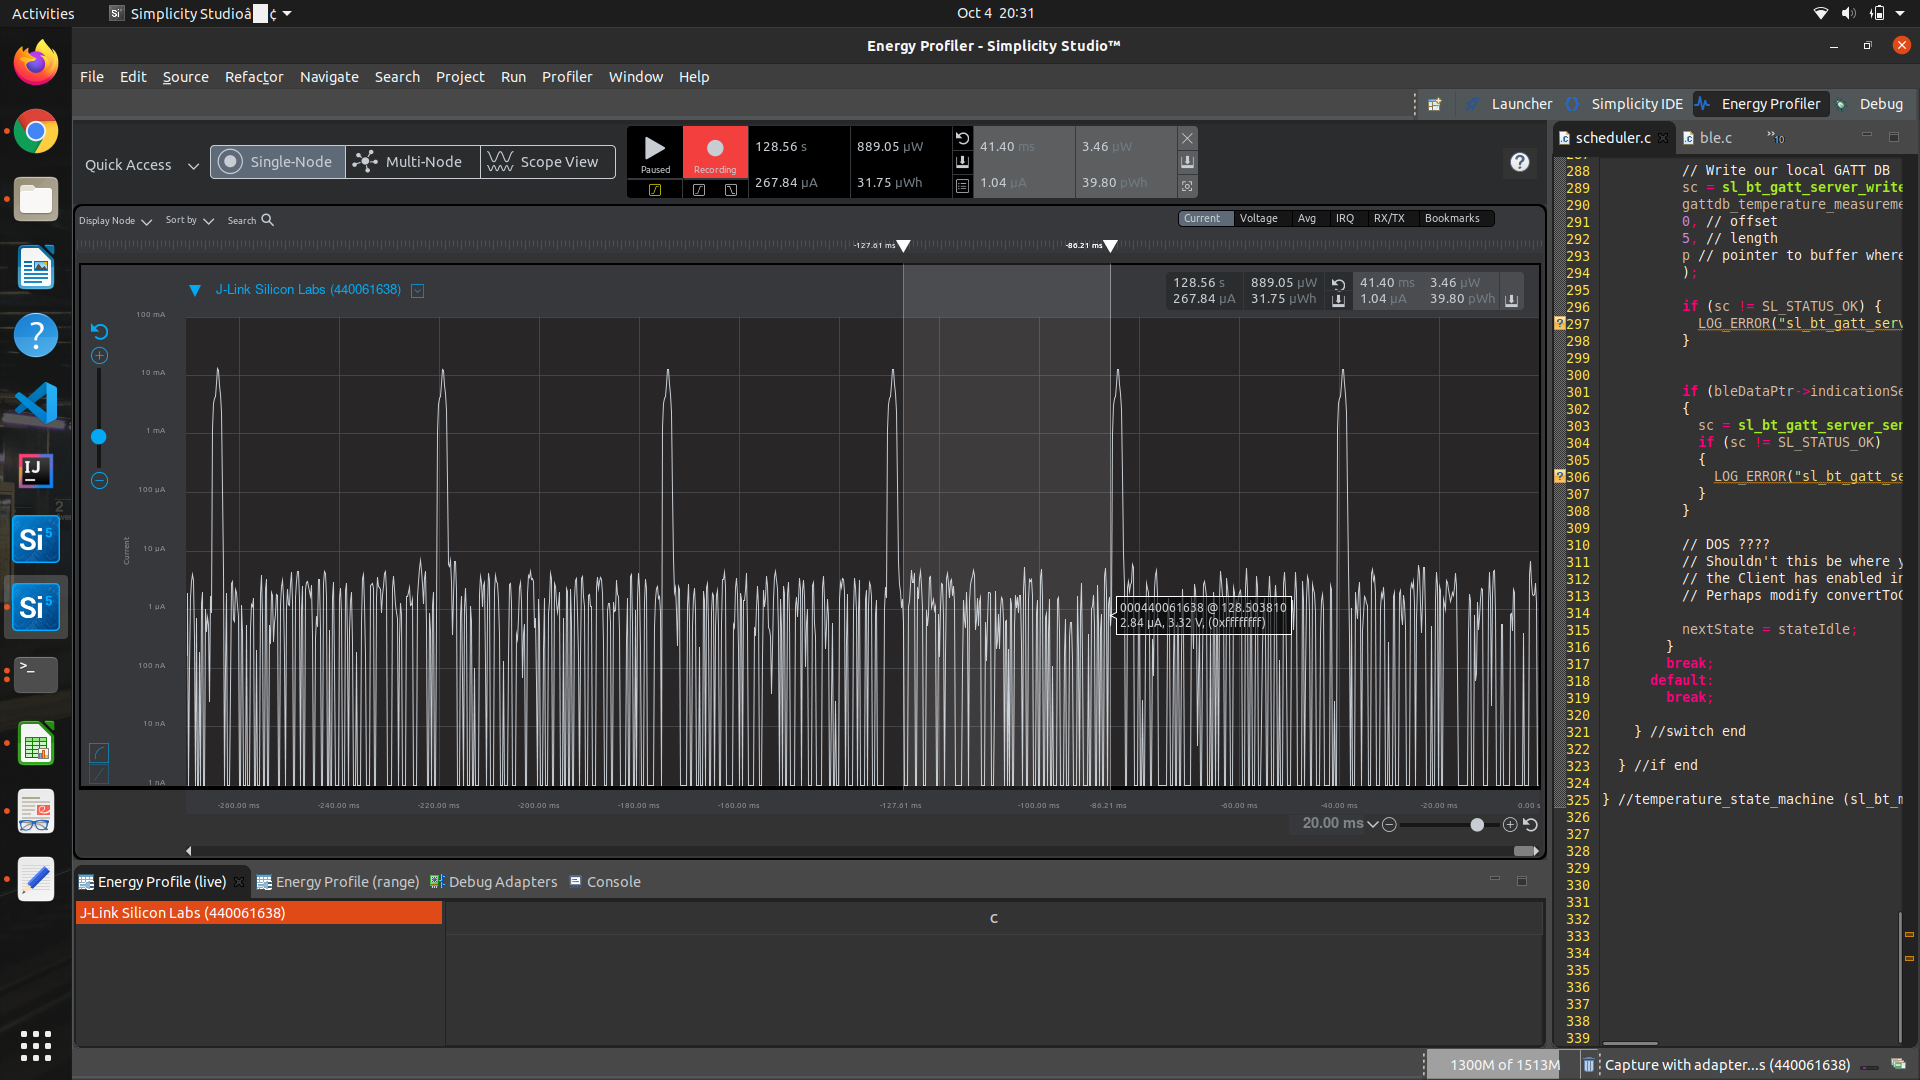 Activities
Simplicity Studioâ ¢
Oct 4 20:31
Energy Profiler - Simplicity Studio™
File Edit Source Refactor Navigate Search Project Run Profiler Window Help
Launcher Simplicity IDE Energy Profiler Debug
Quick Access Single-Node Multi-Node Scope View
Paused Recording
128.56 s 889.05 µW
267.84 µA 31.75 µWh
41.40 ms 3.46 µW
1.04 µA 39.80 pWh
Display Node Sort by Search
Current Voltage Avg IRQ RX/TX Bookmarks
-127.61 ms -86.21 ms
J-Link Silicon Labs (440061638)
128.56 s 889.05 µW 41.40 ms 3.46 µW
267.84 µA 31.75 µWh 1.04 µA 39.80 pWh
100 mA
10 mA
1 mA
100 µA
10 µA
1 µA
100 nA
10 nA
1 nA
Current
000440061638 @ 128.503810
2.84 µA, 3.32 V, (0xffffffff)
-260.00 ms -240.00 ms -220.00 ms -200.00 ms -180.00 ms -160.00 ms -127.61 ms -100.00 ms -86.21 ms -60.00 ms -40.00 ms -20.00 ms 0.00 s
20.00 ms
Energy Profile (live) Energy Profile (range) Debug Adapters Console
J-Link Silicon Labs (440061638)
C
scheduler.c ble.c »10
287
288 // Write our local GATT DB
289 sc = sl_bt_gatt_server_write
290 gattdb_temperature_measureme
291 0, // offset
292 5, // length
293 p // pointer to buffer where
294 );
295
296 if (sc != SL_STATUS_OK) {
297 LOG_ERROR("sl_bt_gatt_serv
298 }
299
300
301 if (bleDataPtr->indicationSe
302 {
303 sc = sl_bt_gatt_server_ser
304 if (sc != SL_STATUS_OK)
305 {
306 LOG_ERROR("sl_bt_gatt_se
307 }
308 }
309
310 // DOS ????
311 // Shouldn't this be where y
312 // the Client has enabled in
313 // Perhaps modify convertToC
314
315 nextState = stateIdle;
316 }
317 break;
318 default:
319 break;
320
321 } //switch end
322
323 } //if end
324
325 } //temperature_state_machine (sl_bt_m
326
327
328
329
330
331
332
333
334
335
336
337
338
339
1300M of 1513M
Capture with adapter...s (440061638)